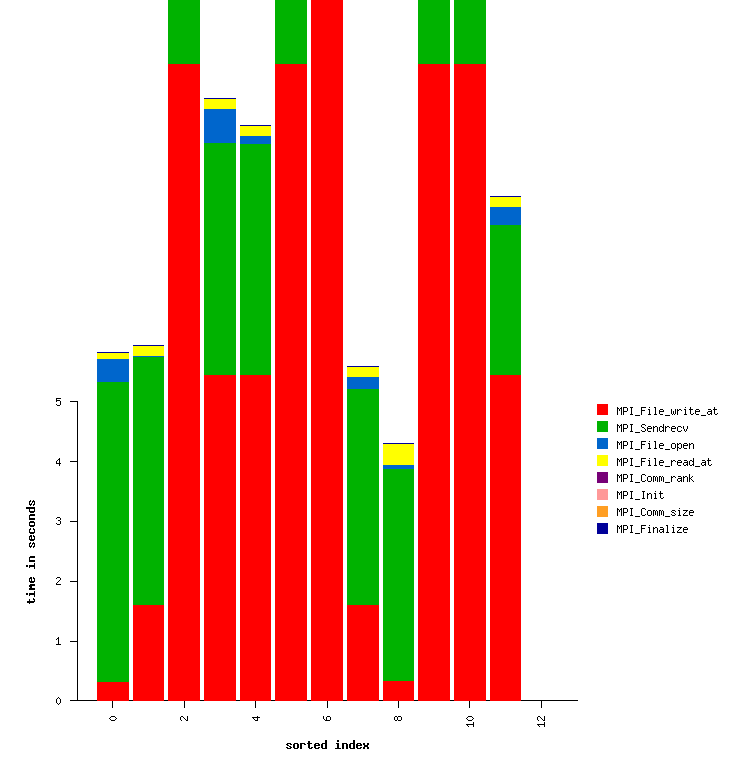 5
4
3
2
1
0
time in seconds
0
2
4
6
8
10
12
sorted index
MPI_File_write_at
MPI_Sendrecv
MPI_File_open
MPI_File_read_at
MPI_Comm_rank
MPI_Init
MPI_Comm_size
MPI_Finalize